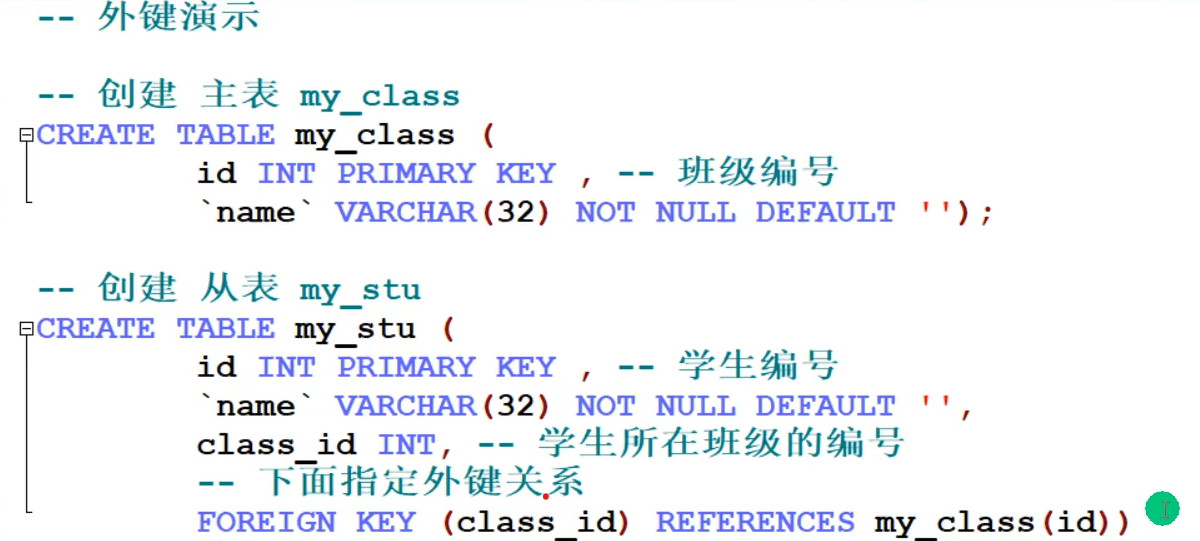 -- 外键演示
-- 创建 主表 my_class
CREATE TABLE my_class (
id INT PRIMARY KEY , -- 班级编号
`name` VARCHAR(32) NOT NULL DEFAULT '');
-- 创建 从表 my_stu
CREATE TABLE my_stu (
id INT PRIMARY KEY , -- 学生编号
`name` VARCHAR(32) NOT NULL DEFAULT '',
class_id INT, -- 学生所在班级的编号
-- 下面指定外键关系
FOREIGN KEY (class_id) REFERENCES my_class(id))